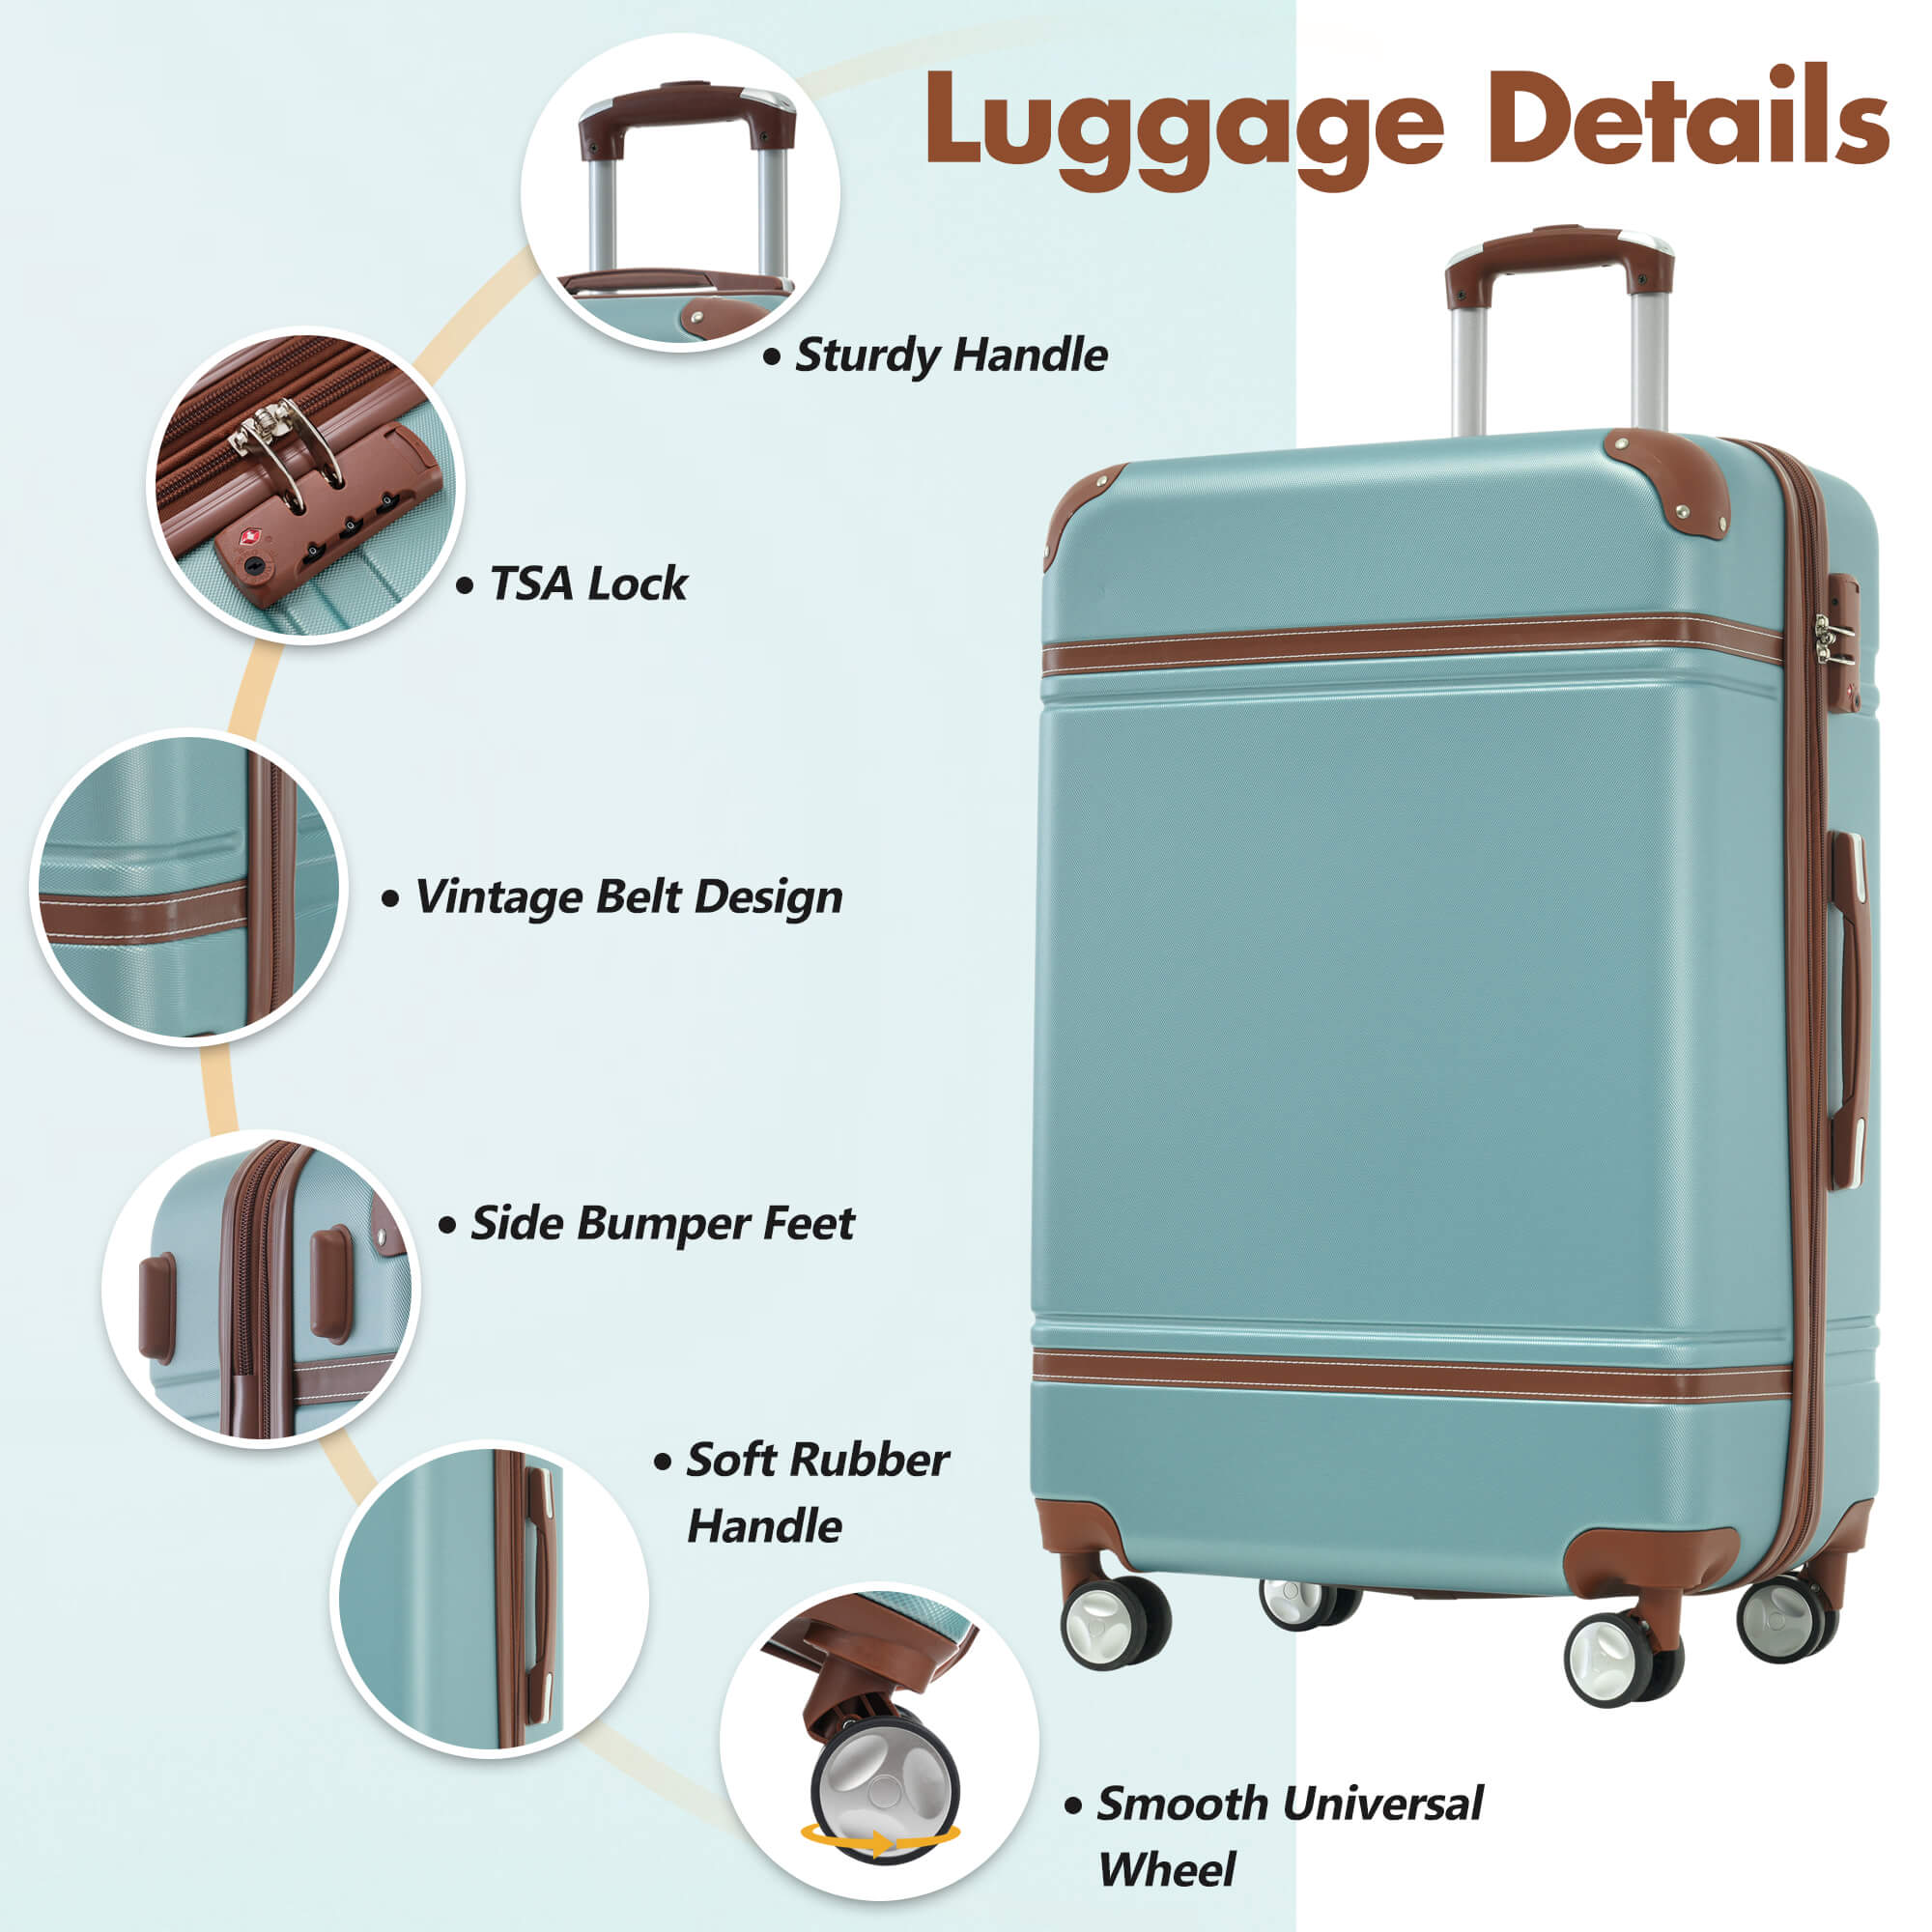 Luggage Details
• Sturdy Handle
• TSA Lock
• Vintage Belt Design
• Side Bumper Feet
• Soft Rubber
Handle
• Smooth Universal
Wheel